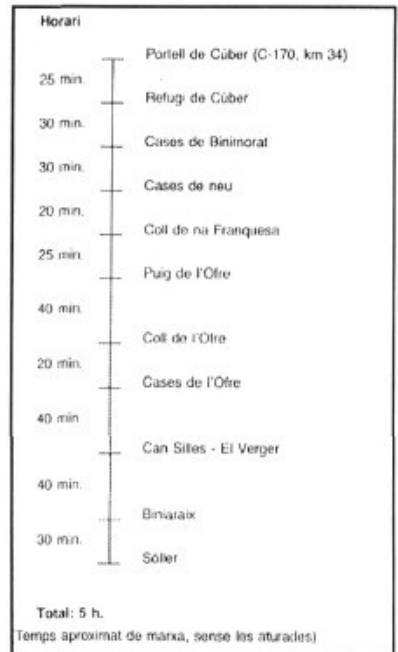 Horari
Portell de Cúber (C-170, km 34)
25 min.
Refugi de Cúber
30 min.
Cases de Binimorat
30 min.
Cases de neu
20 min.
Coll de na Franquesa
25 min.
Puig de l'Ofre
40 min.
Coll de l'Ofre
20 min.
Cases de l'Ofre
40 min
Can Silles - El Verger
40 min.
Biniaraix
30 min.
Sóller
Total: 5 h.
Temps aproximat de marxa, sense les aturades)